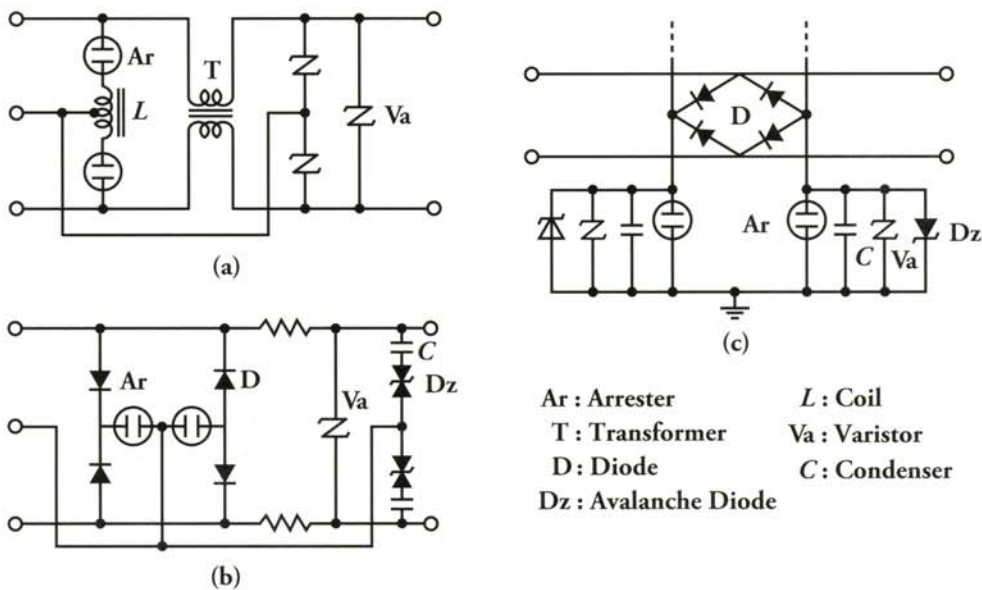 Ar
L
T
Va
(a)
D
Ar
C
Va
Dz
(c)
Ar
D
Va
C
Dz
(b)
Ar : Arrester
L : Coil
T : Transformer
Va : Varistor
D : Diode
C : Condenser
Dz : Avalanche Diode